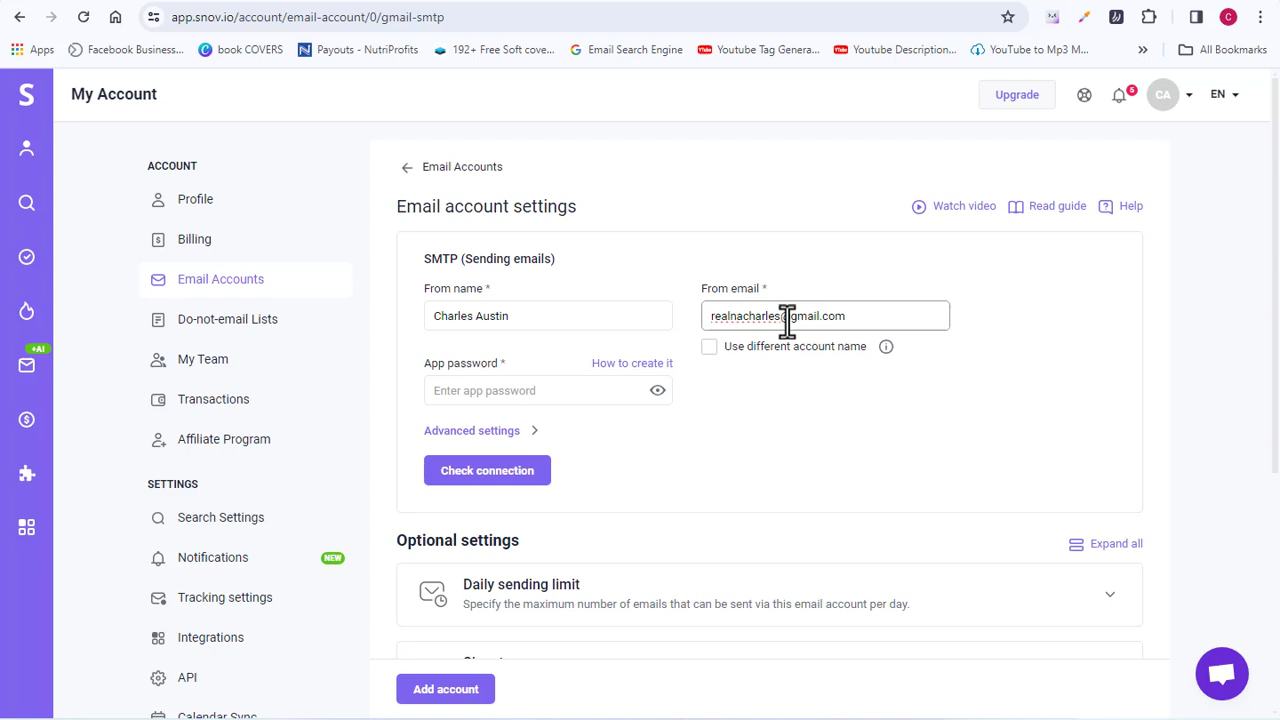 app.snov.io/account/email-account/0/gmail-smtp
C
Apps
Facebook Business...
book COVERS
Payouts - NutriProfits
192+ Free Soft cove...
Email Search Engine
Youtube Tag Genera...
Youtube Description...
YouTube to Mp3 M...
All Bookmarks
S
My Account
Upgrade
5
CA
EN
ACCOUNT
Profile
Billing
Email Accounts
Do-not-email Lists
+AI
My Team
Transactions
Affiliate Program
SETTINGS
Search Settings
Notifications
NEW
Tracking settings
Integrations
API
Calendar Sync
Email Accounts
Email account settings
Watch video
Read guide
Help
SMTP (Sending emails)
From name *
From email *
Charles Austin
realnacharles@gmail.com
Use different account name
App password *
How to create it
Enter app password
Advanced settings
Check connection
Optional settings
Expand all
Daily sending limit
Specify the maximum number of emails that can be sent via this email account per day.
Add account